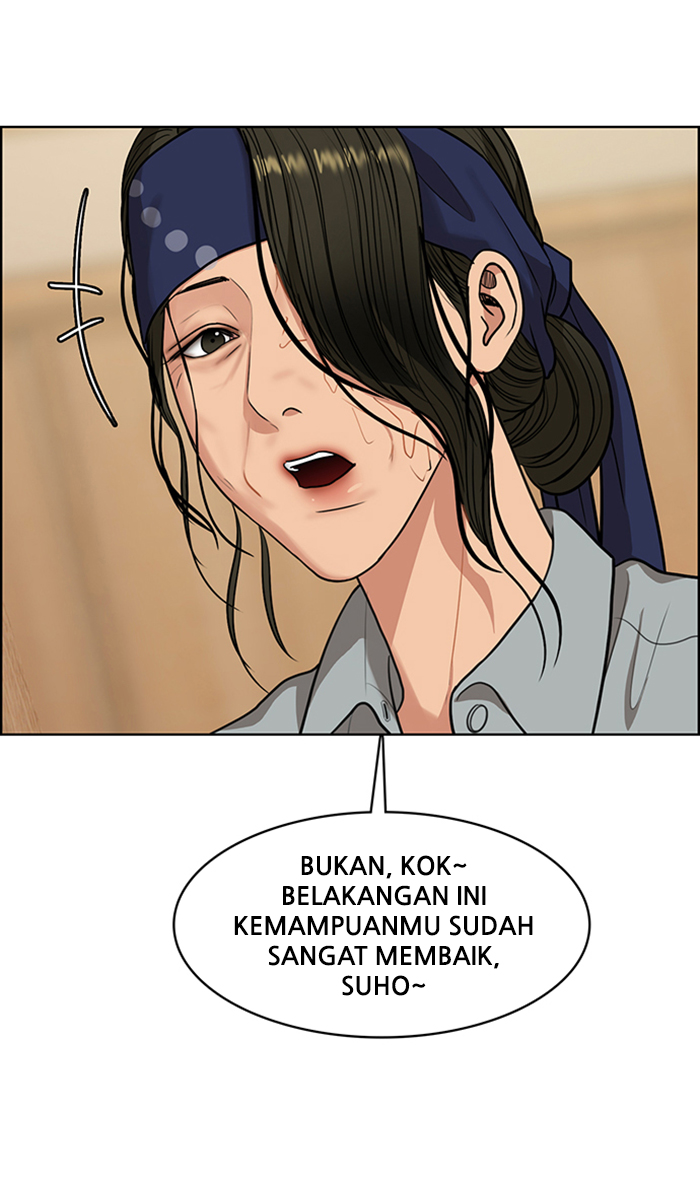 BUKAN, KOK~
BELAKANGAN INI
KEMAMPUANMU SUDAH
SANGAT MEMBAIK,
SUHO~